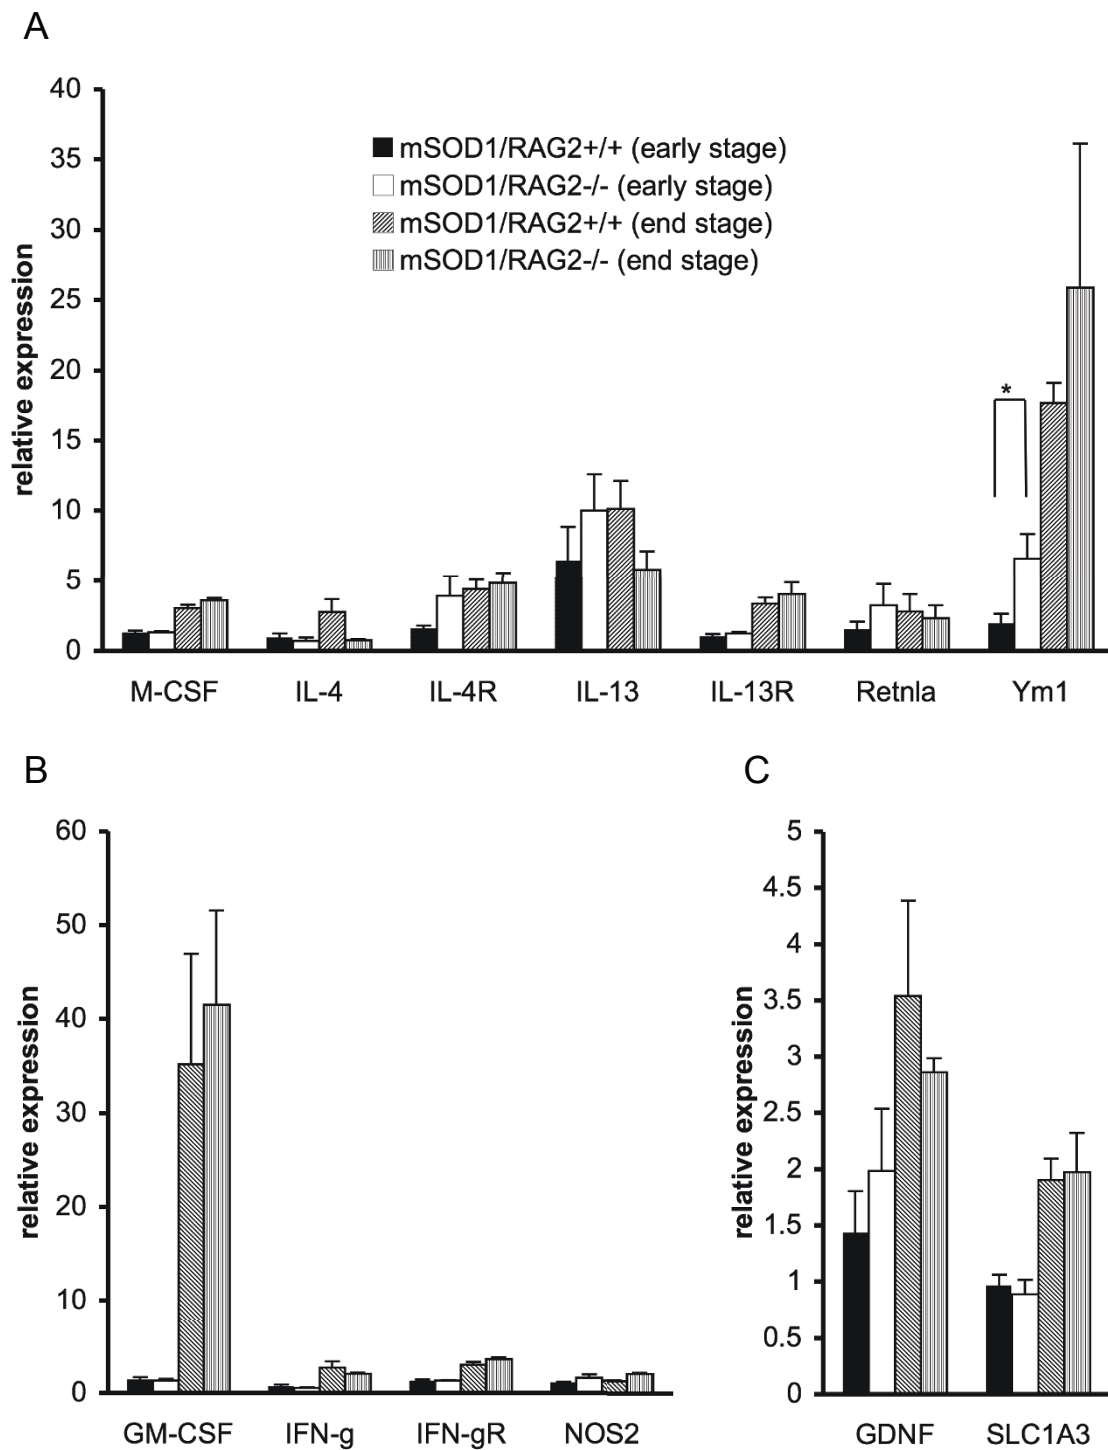 A
40
35
30
25
20
15
10
5
0
relative expression
mSOD1/RAG2+/+ (early stage)
mSOD1/RAG2-/- (early stage)
mSOD1/RAG2+/+ (end stage)
mSOD1/RAG2-/- (end stage)
*
M-CSF IL-4 IL-4R IL-13 IL-13R Retnla Ym1
B
60
50
40
30
20
10
0
relative expression
GM-CSF IFN-g IFN-gR NOS2
C
5
4.5
4
3.5
3
2.5
2
1.5
1
0.5
0
relative expression
GDNF SLC1A3